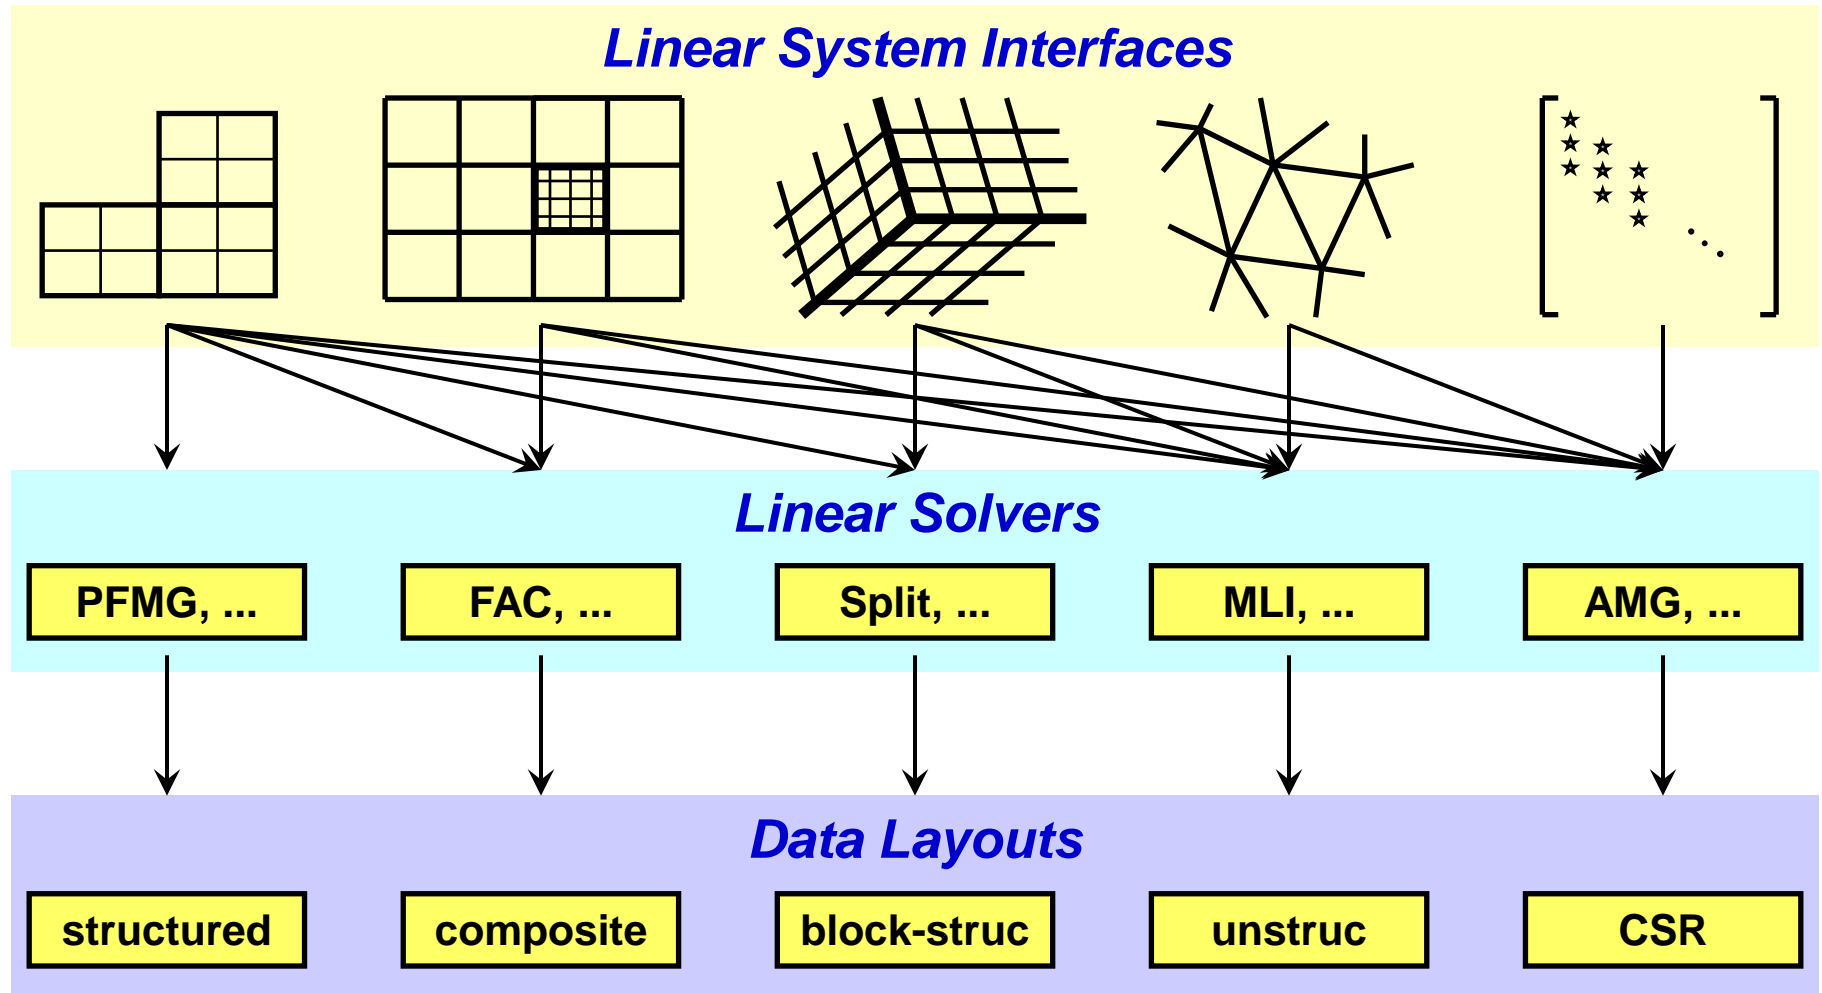 Linear System Interfaces
Linear Solvers
PFMG, ...
FAC, ...
Split, ...
MLI, ...
AMG, ...
Data Layouts
structured
composite
block-struc
unstruc
CSR